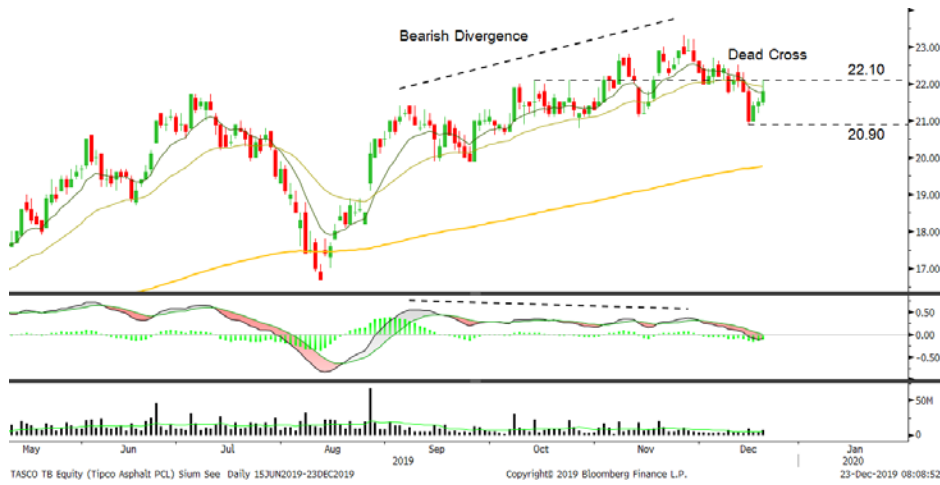 Bearish Divergence
Dead Cross
23.00
22.10
22.00
21.00
20.90
20.00
19.00
18.00
17.00
0.50
0.00
-0.50
50M
0
May Jun Jul Aug Sep Oct Nov Dec Jan
2019 2020
TASCO TB Equity (Tipco Asphalt PCL) Sium See Daily 15JUN2019-23DEC2019 Copyright© 2019 Bloomberg Finance L.P. 23-Dec-2019 08:08:52